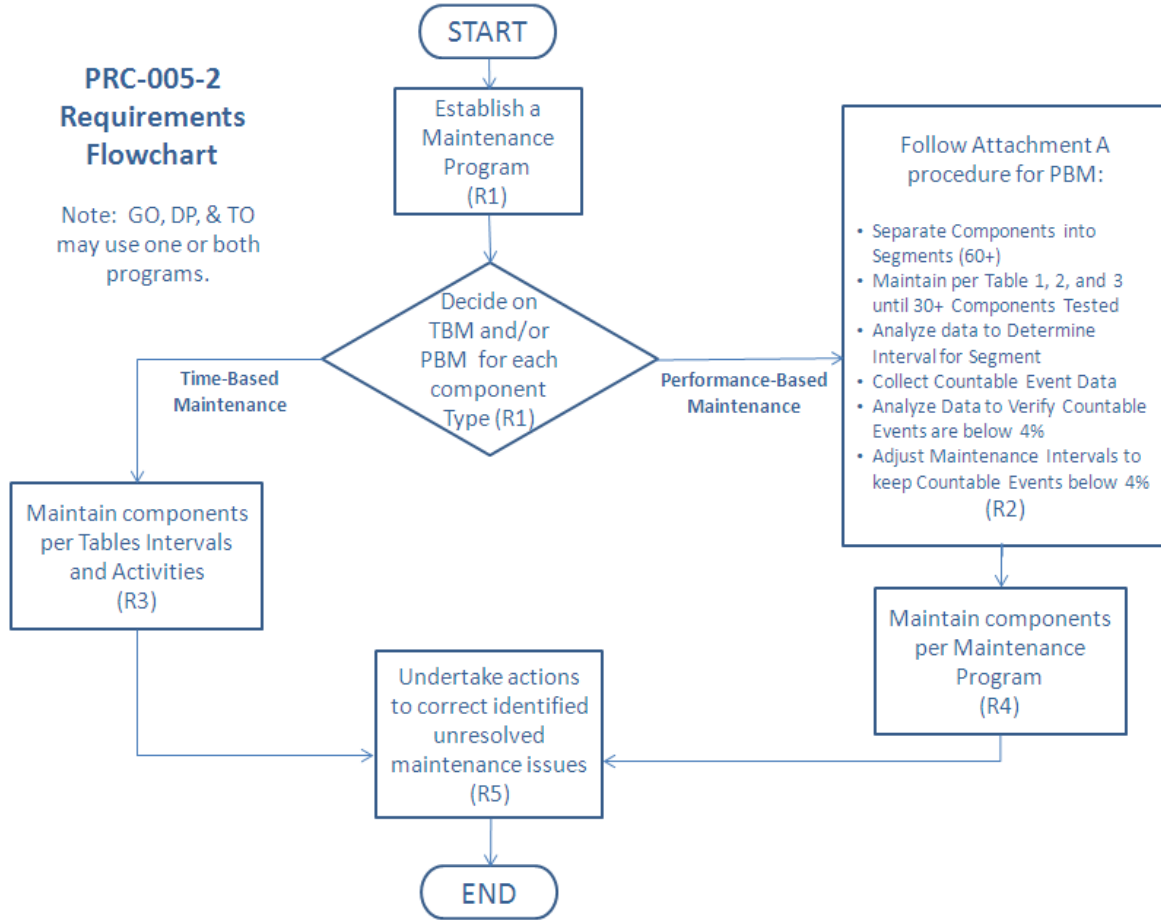 START
PRC-005-2
Requirements
Flowchart
Note: GO, DP, & TO
may use one or both
programs.
Establish a
Maintenance
Program
(R1)
Decide on
TBM and/or
PBM for each
component
Type (R1)
Time-Based
Maintenance
Performance-Based
Maintenance
Follow Attachment A
procedure for PBM:
• Separate Components into
Segments (60+)
• Maintain per Table 1, 2, and 3
until 30+ Components Tested
• Analyze data to Determine
Interval for Segment
• Collect Countable Event Data
• Analyze Data to Verify Countable
Events are below 4%
• Adjust Maintenance Intervals to
keep Countable Events below 4%
(R2)
Maintain components
per Tables Intervals
and Activities
(R3)
Maintain components
per Maintenance
Program
(R4)
Undertake actions
to correct identified
unresolved
maintenance issues
(R5)
END